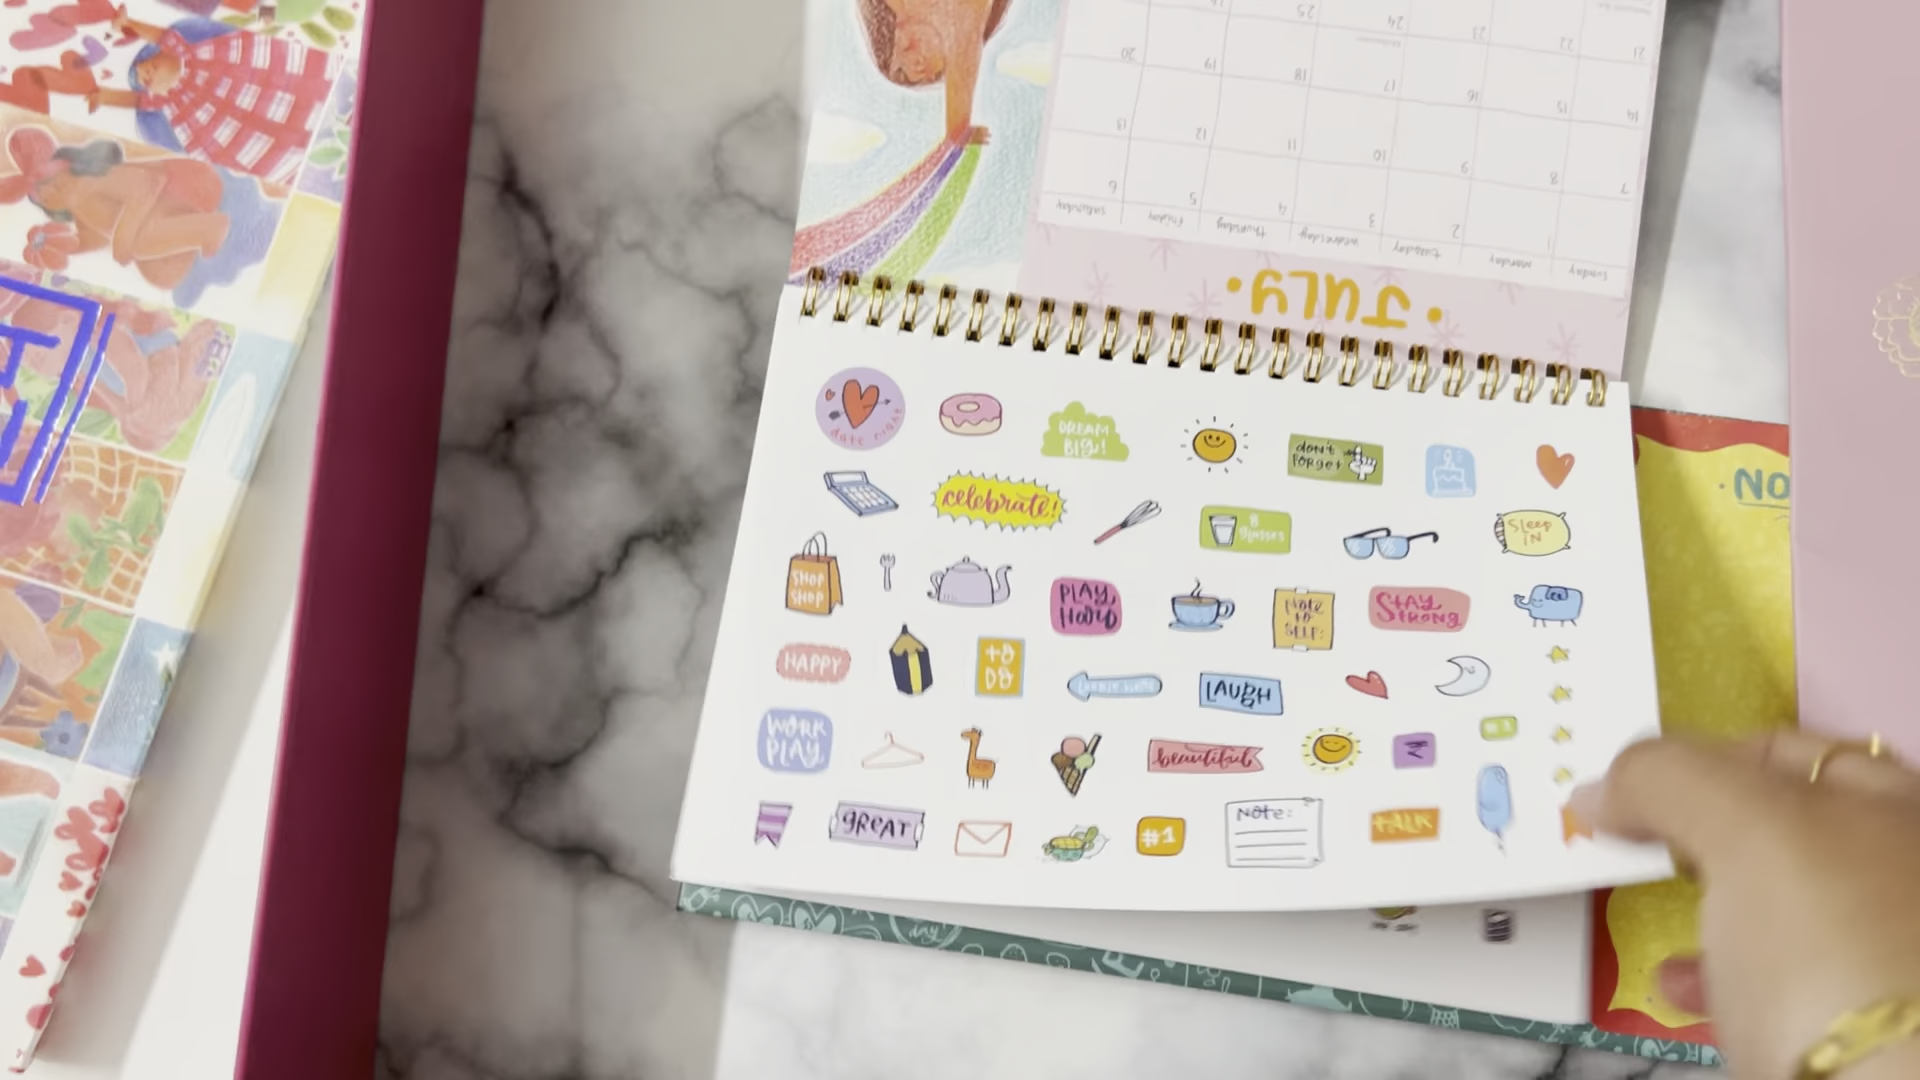 25
24
23
22
21
20
19
18
17
16
15
14
13
12
11
10
9
8
7
6
5
4
3
2
1
saturday
friday
thursday
wednesday
tuesday
monday
sunday
·JULY·
date night
DREAM
BIG!
don't
FORGET
celebrate!
8
glasses
Sleep
IN
SHOP
SHOP
PLAY
HARD
Note
to
SELF:
STAY
STRONG
HAPPY
to
DO
LAUGH
WORK
PLAY
beautiful
#1
GREAT
#1
Note:
TALK
·NO
day